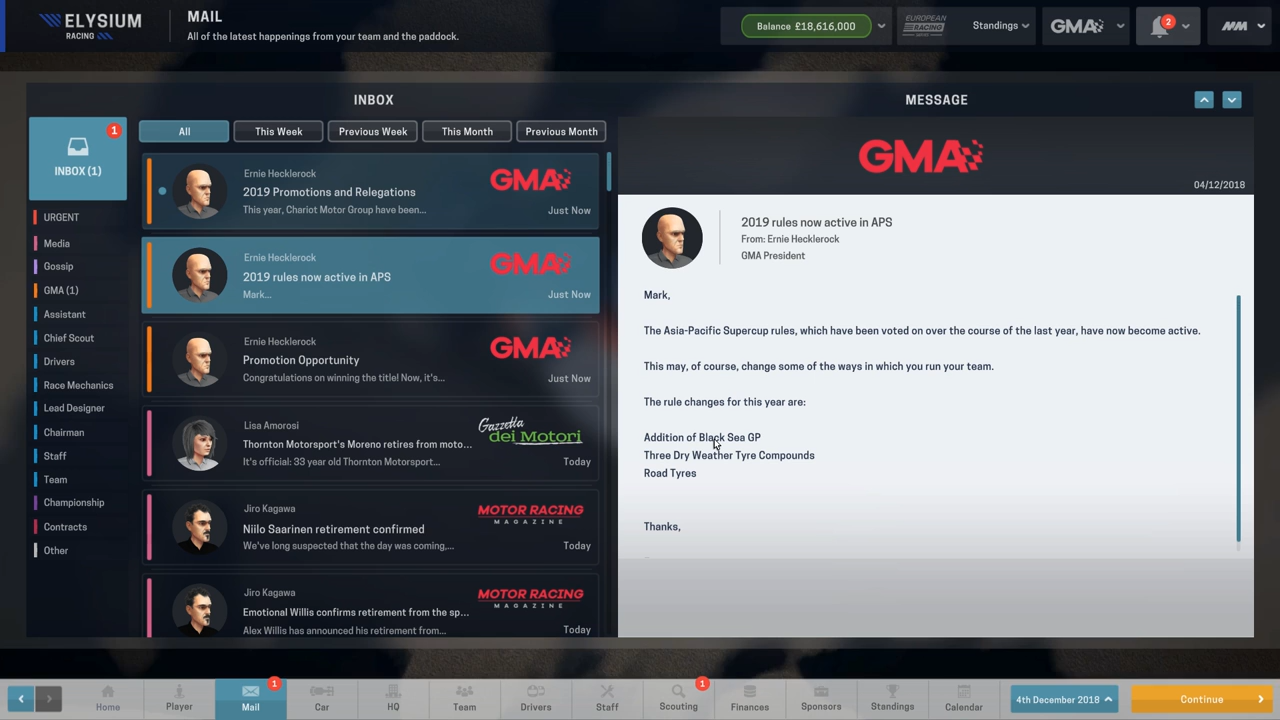 ELYSIUM
RACING
MAIL
All of the latest happenings from your team and the paddock.
Balance £18,616,000
EUROPEAN
RACING
Standings
GMA
2
INBOX
MESSAGE
1
INBOX (1)
URGENT
Media
Gossip
GMA (1)
Assistant
Chief Scout
Drivers
Race Mechanics
Lead Designer
Chairman
Staff
Team
Championship
Contracts
Other
All
This Week
Previous Week
This Month
Previous Month
Ernie Hecklerock
2019 Promotions and Relegations
This year, Chariot Motor Group have been...
GMA
Just Now
Ernie Hecklerock
2019 rules now active in APS
Mark...
GMA
Just Now
Ernie Hecklerock
Promotion Opportunity
Congratulations on winning the title! Now, it's...
GMA
Just Now
Lisa Amorosi
Thornton Motorsport's Moreno retires from moto...
It's official: 33 year old Thornton Motorsport...
Gazzetta
dei Motori
Today
Jiro Kagawa
Niilo Saarinen retirement confirmed
We've long suspected that the day was coming,...
MOTOR RACING
MAGAZINE
Today
Jiro Kagawa
Emotional Willis confirms retirement from the sp...
Alex Willis has announced his retirement from...
MOTOR RACING
MAGAZINE
Today
GMA
04/12/2018
2019 rules now active in APS
From: Ernie Hecklerock
GMA President
Mark,
The Asia-Pacific Supercup rules, which have been voted on over the course of the last year, have now become active.
This may, of course, change some of the ways in which you run your team.
The rule changes for this year are:
Addition of Black Sea GP
Three Dry Weather Tyre Compounds
Road Tyres
Thanks,
Home
Player
Mail
1
Car
HQ
Team
Drivers
Staff
Scouting
1
Finances
Sponsors
Standings
Calendar
4th December 2018
Continue